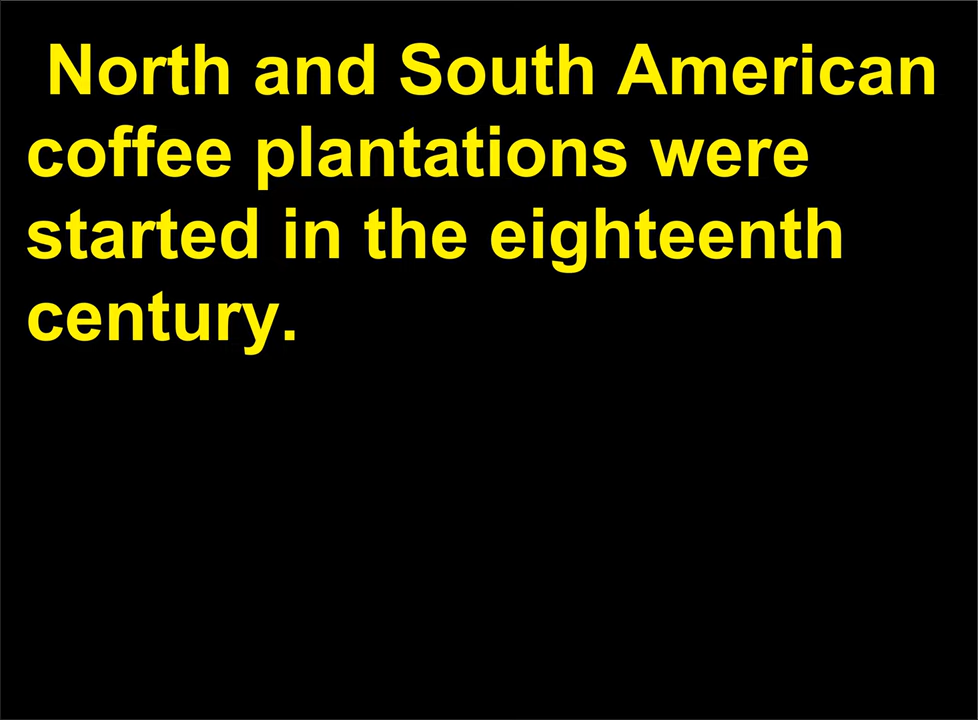 North and South American
coffee plantations were
started in the eighteenth
century.